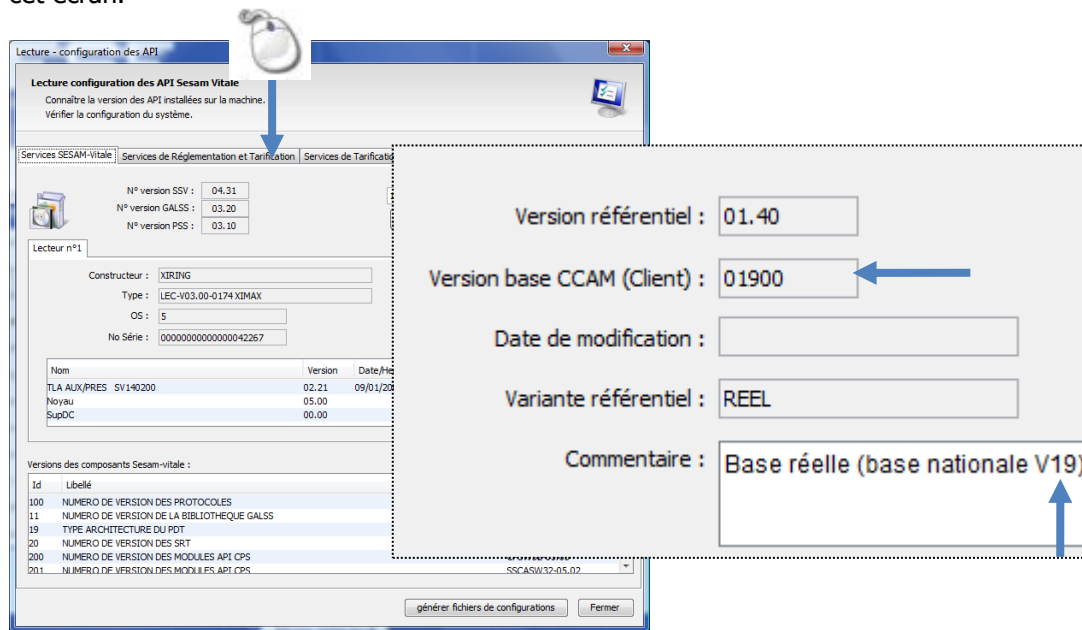 cet écran.
Lecture - configuration des API
Lecture configuration des API Sesam Vitale
Connaître la version des API installées sur la machine.
Vérifier la configuration du système.
Services SESAM-Vitale Services de Réglementation et Tarification Services de Tarificatio
N° version SSV : 04.31
N° version GALSS : 03.20
N° version PSS : 03.10
Lecteur n°1
Constructeur : XIRING
Type : LEC-V03.00-0174 XIMAX
OS : 5
No Série : 00000000000000042267
Nom Version Date/He
TLA AUX/PRES SV140200 02.21 09/01/20
Noyau 05.00
SupDC 00.00
Versions des composants Sesam-vitale :
Id Libellé
100 NUMERO DE VERSION DES PROTOCOLES
11 NUMERO DE VERSION DE LA BIBLIOTHEQUE GALSS
19 TYPE ARCHITECTURE DU PDT
20 NUMERO DE VERSION DES SRT
200 NUMERO DE VERSION DES MODULES API CPS
201 NUMERO DE VERSION DES MODULES API CPS SSCASW32-05.02
générer fichiers de configurations Fermer
Version référentiel : 01.40
Version base CCAM (Client) : 01900
Date de modification :
Variante référentiel : REEL
Commentaire : Base réelle (base nationale V19)